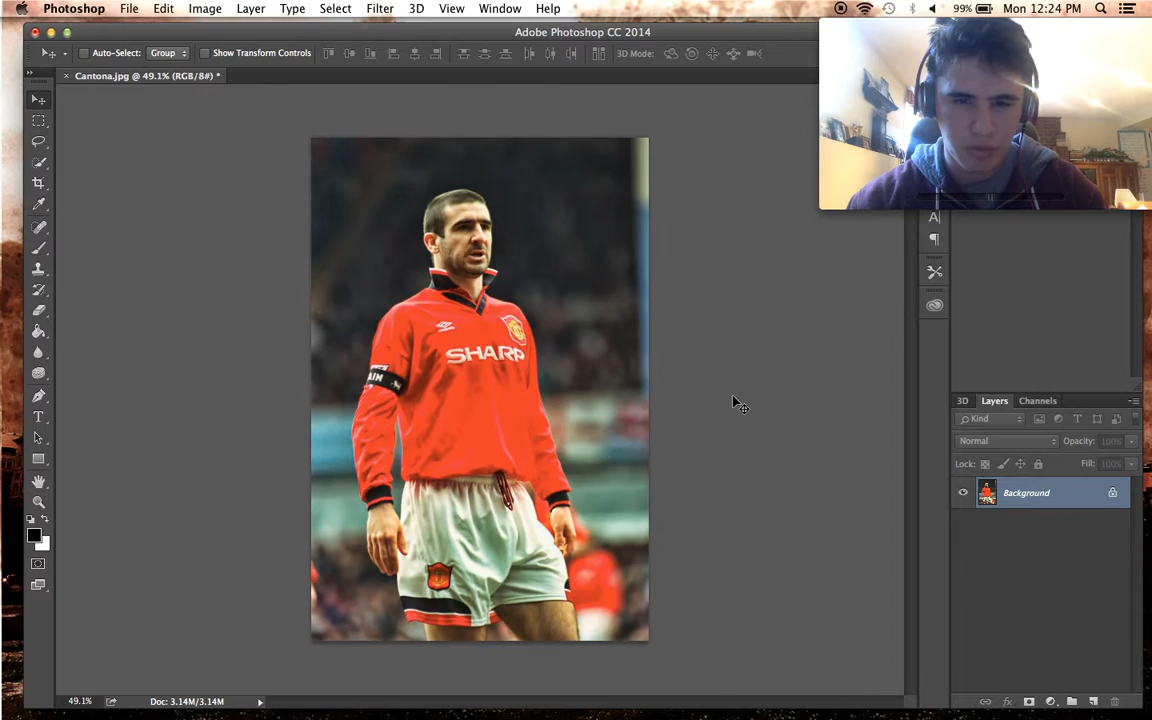 Photoshop File Edit Image Layer Type Select Filter 3D View Window Help 99% Mon 12:24 PM
Adobe Photoshop CC 2014
Auto-Select: Group Show Transform Controls 3D Mode:
× Cantona.jpg @ 49.1% (RGB/8#) *
SHARP
3D Layers Channels
Kind
Normal Opacity: 100%
Lock: Fill: 100%
Background
49.1% Doc: 3.14M/3.14M